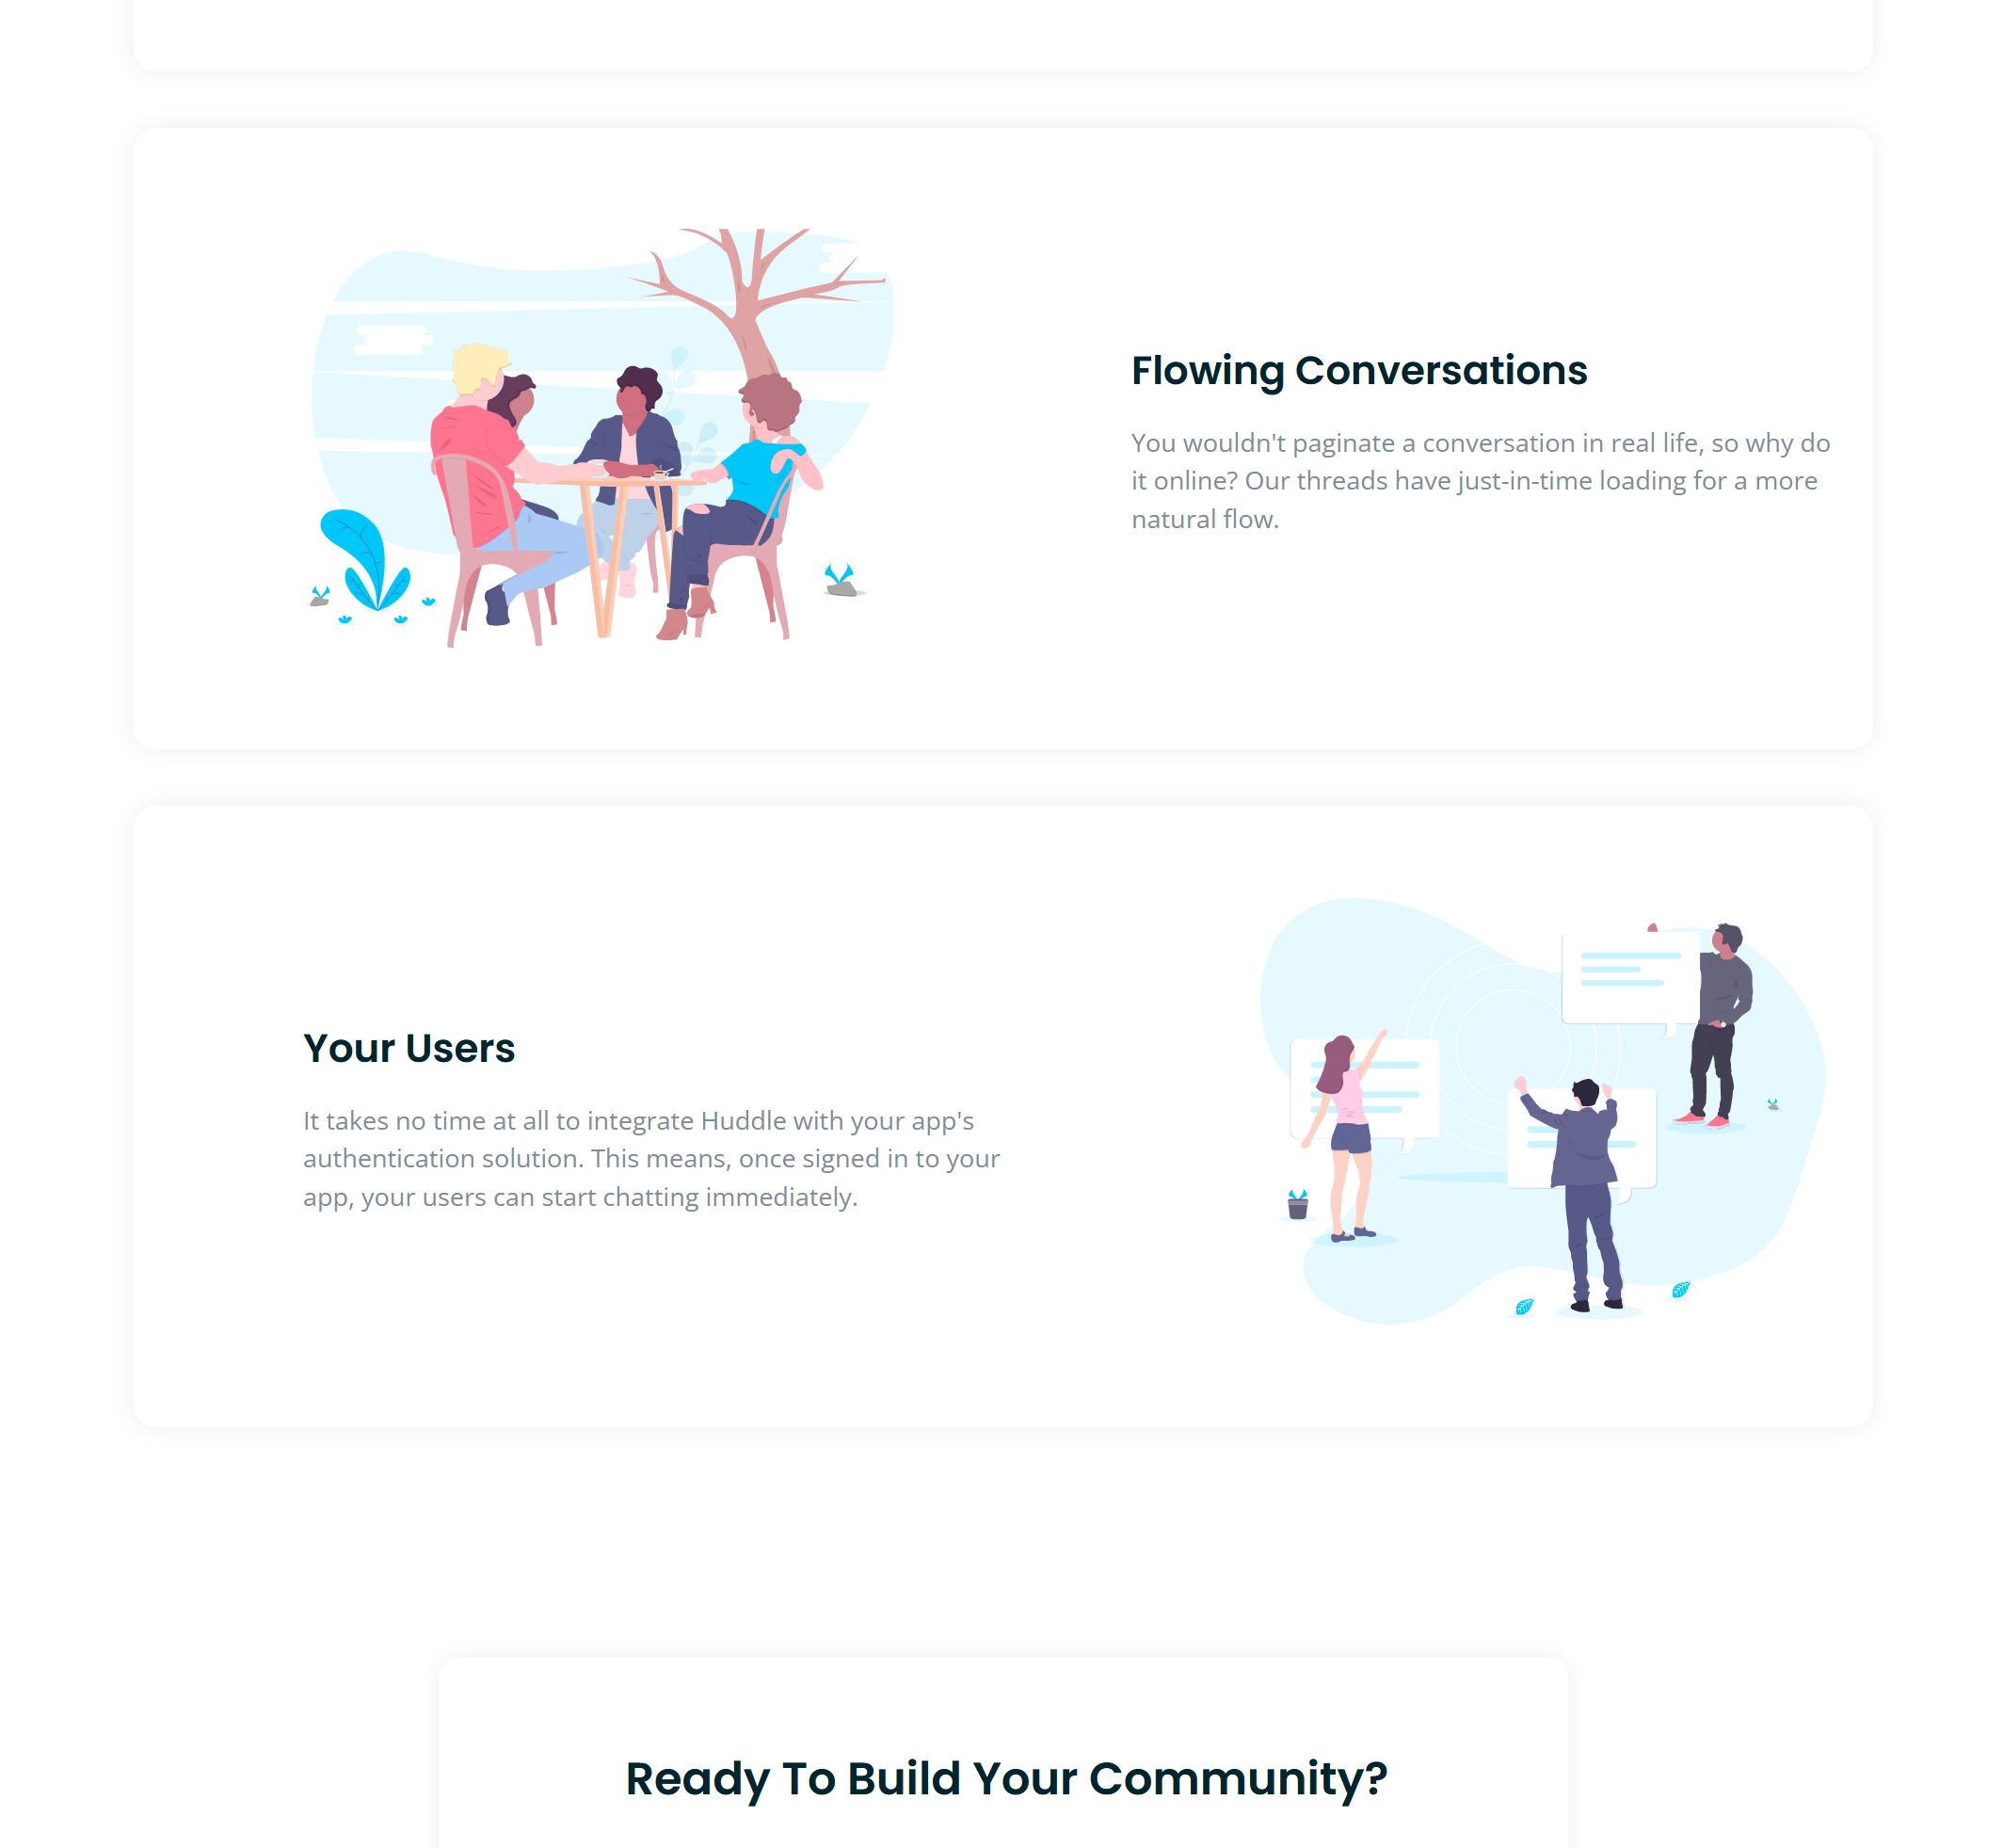 Flowing Conversations
You wouldn't paginate a conversation in real life, so why do
it online? Our threads have just-in-time loading for a more
natural flow.
Your Users
It takes no time at all to integrate Huddle with your app's
authentication solution. This means, once signed in to your
app, your users can start chatting immediately.
Ready To Build Your Community?